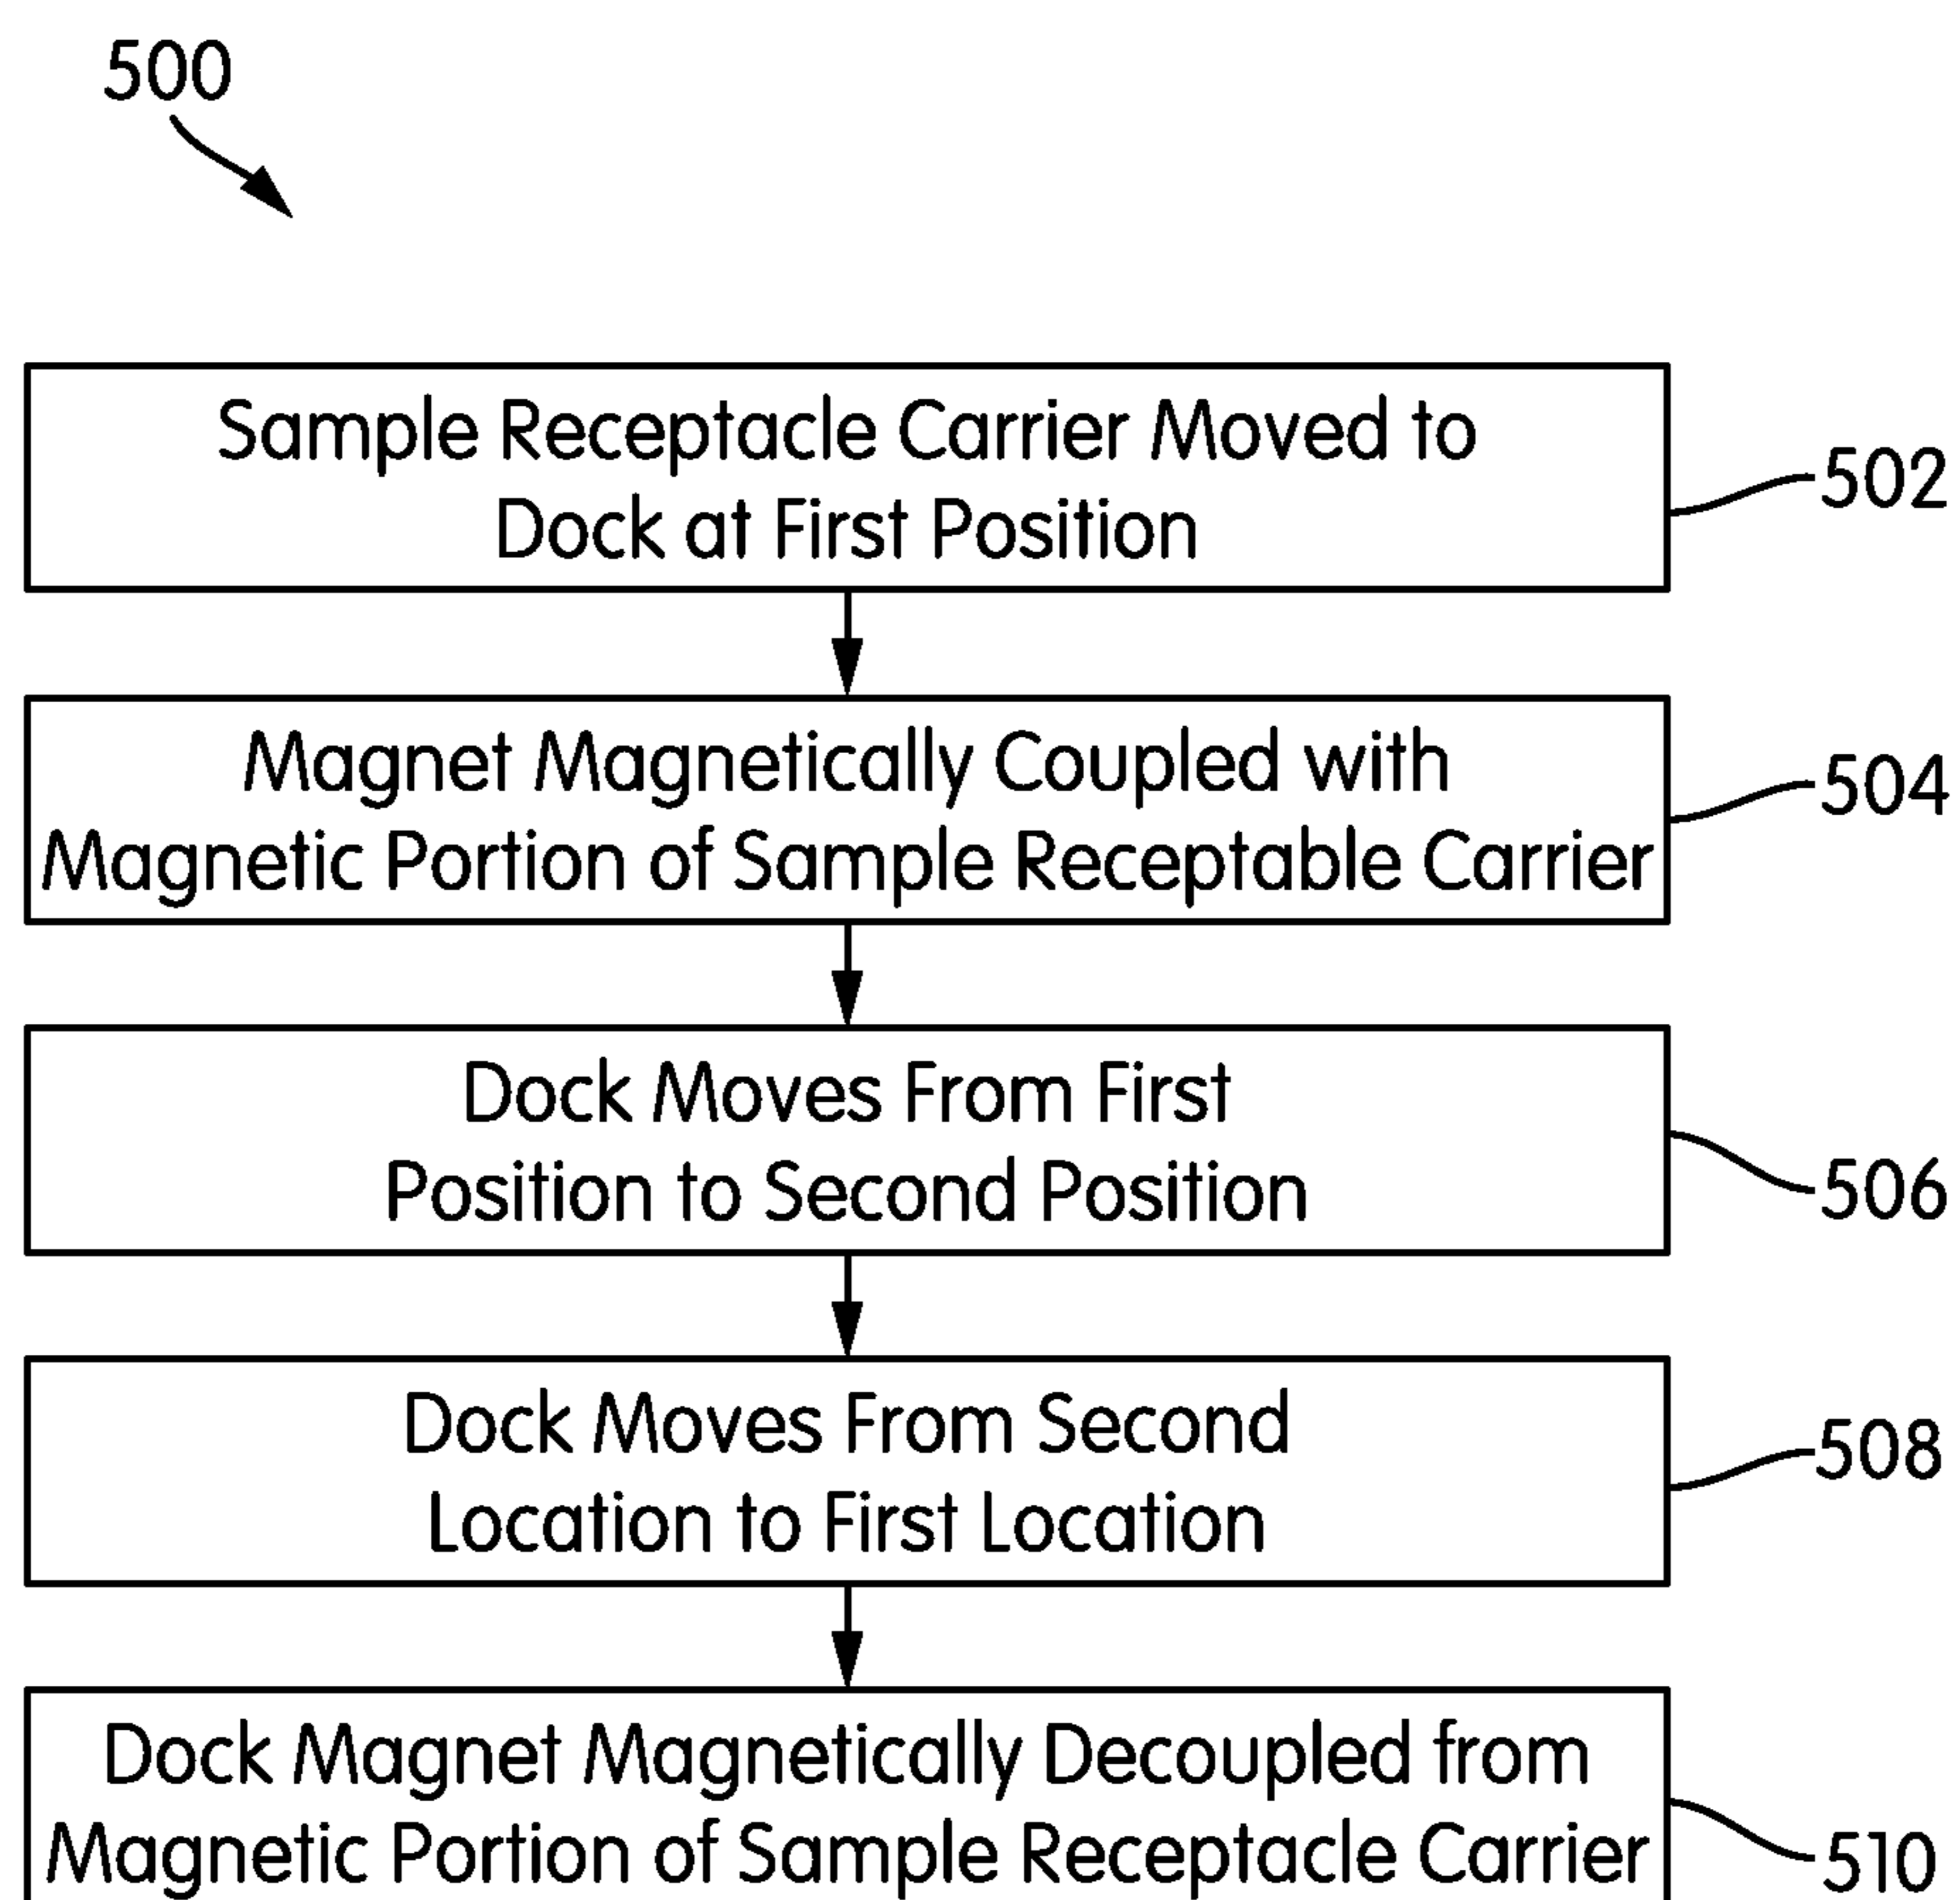 500
Sample Receptacle Carrier Moved to
Dock at First Position
502
Magnet Magnetically Coupled with
Magnetic Portion of Sample Receptable Carrier
504
Dock Moves From First
Position to Second Position
506
Dock Moves From Second
Location to First Location
508
Dock Magnet Magnetically Decoupled from
Magnetic Portion of Sample Receptacle Carrier
510